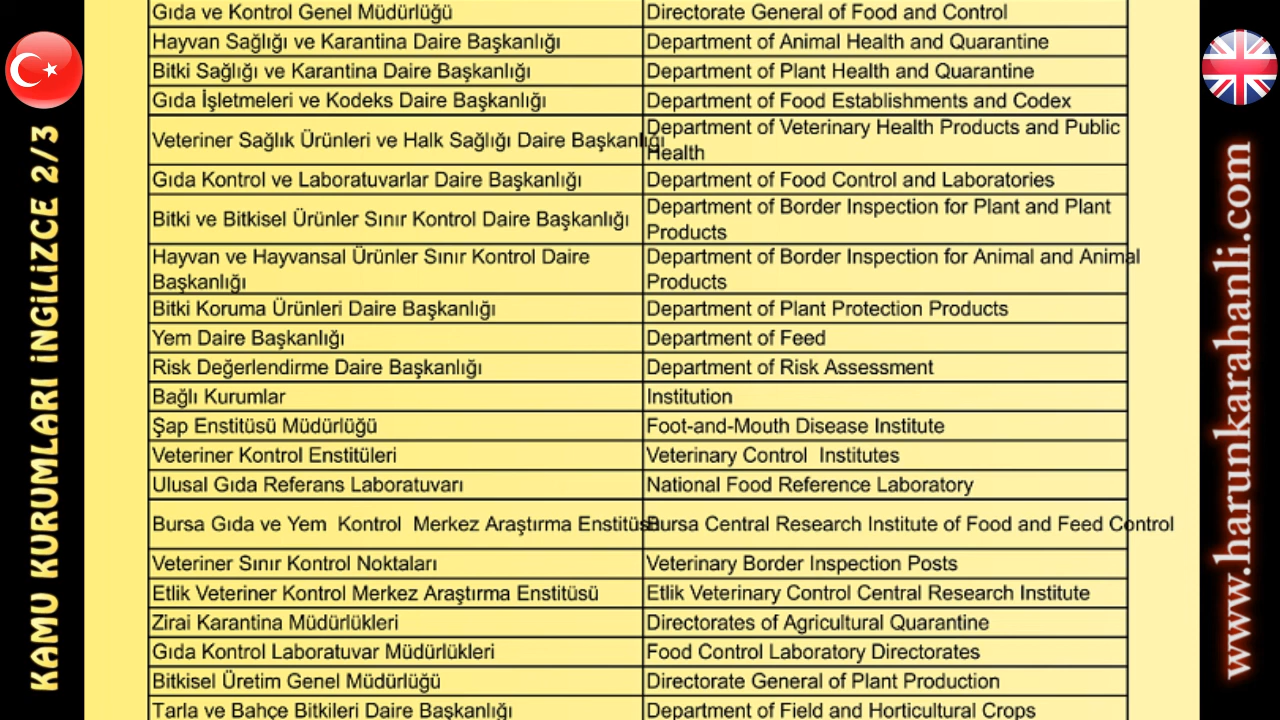 KAMU KURUMLARI İNGİLİZCE 2/3
Gıda ve Kontrol Genel Müdürlüğü
Directorate General of Food and Control
Hayvan Sağlığı ve Karantina Daire Başkanlığı
Department of Animal Health and Quarantine
Bitki Sağlığı ve Karantina Daire Başkanlığı
Department of Plant Health and Quarantine
Gıda İşletmeleri ve Kodeks Daire Başkanlığı
Department of Food Establishments and Codex
Veteriner Sağlık Ürünleri ve Halk Sağlığı Daire Başkanlığı
Department of Veterinary Health Products and Public
Health
Gıda Kontrol ve Laboratuvarlar Daire Başkanlığı
Department of Food Control and Laboratories
Bitki ve Bitkisel Ürünler Sınır Kontrol Daire Başkanlığı
Department of Border Inspection for Plant and Plant
Products
Hayvan ve Hayvansal Ürünler Sınır Kontrol Daire
Başkanlığı
Department of Border Inspection for Animal and Animal
Products
Bitki Koruma Ürünleri Daire Başkanlığı
Department of Plant Protection Products
Yem Daire Başkanlığı
Department of Feed
Risk Değerlendirme Daire Başkanlığı
Department of Risk Assessment
Bağlı Kurumlar
Institution
Şap Enstitüsü Müdürlüğü
Foot-and-Mouth Disease Institute
Veteriner Kontrol Enstitüleri
Veterinary Control  Institutes
Ulusal Gıda Referans Laboratuvarı
National Food Reference Laboratory
Bursa Gıda ve Yem  Kontrol  Merkez Araştırma Enstitüsü
Bursa Central Research Institute of Food and Feed Control
Veteriner Sınır Kontrol Noktaları
Veterinary Border Inspection Posts
Etlik Veteriner Kontrol Merkez Araştırma Enstitüsü
Etlik Veterinary Control Central Research Institute
Zirai Karantina Müdürlükleri
Directorates of Agricultural Quarantine
Gıda Kontrol Laboratuvar Müdürlükleri
Food Control Laboratory Directorates
Bitkisel Üretim Genel Müdürlüğü
Directorate General of Plant Production
Tarla ve Bahçe Bitkileri Daire Başkanlığı
Department of Field and Horticultural Crops
www.harunkarahanli.com